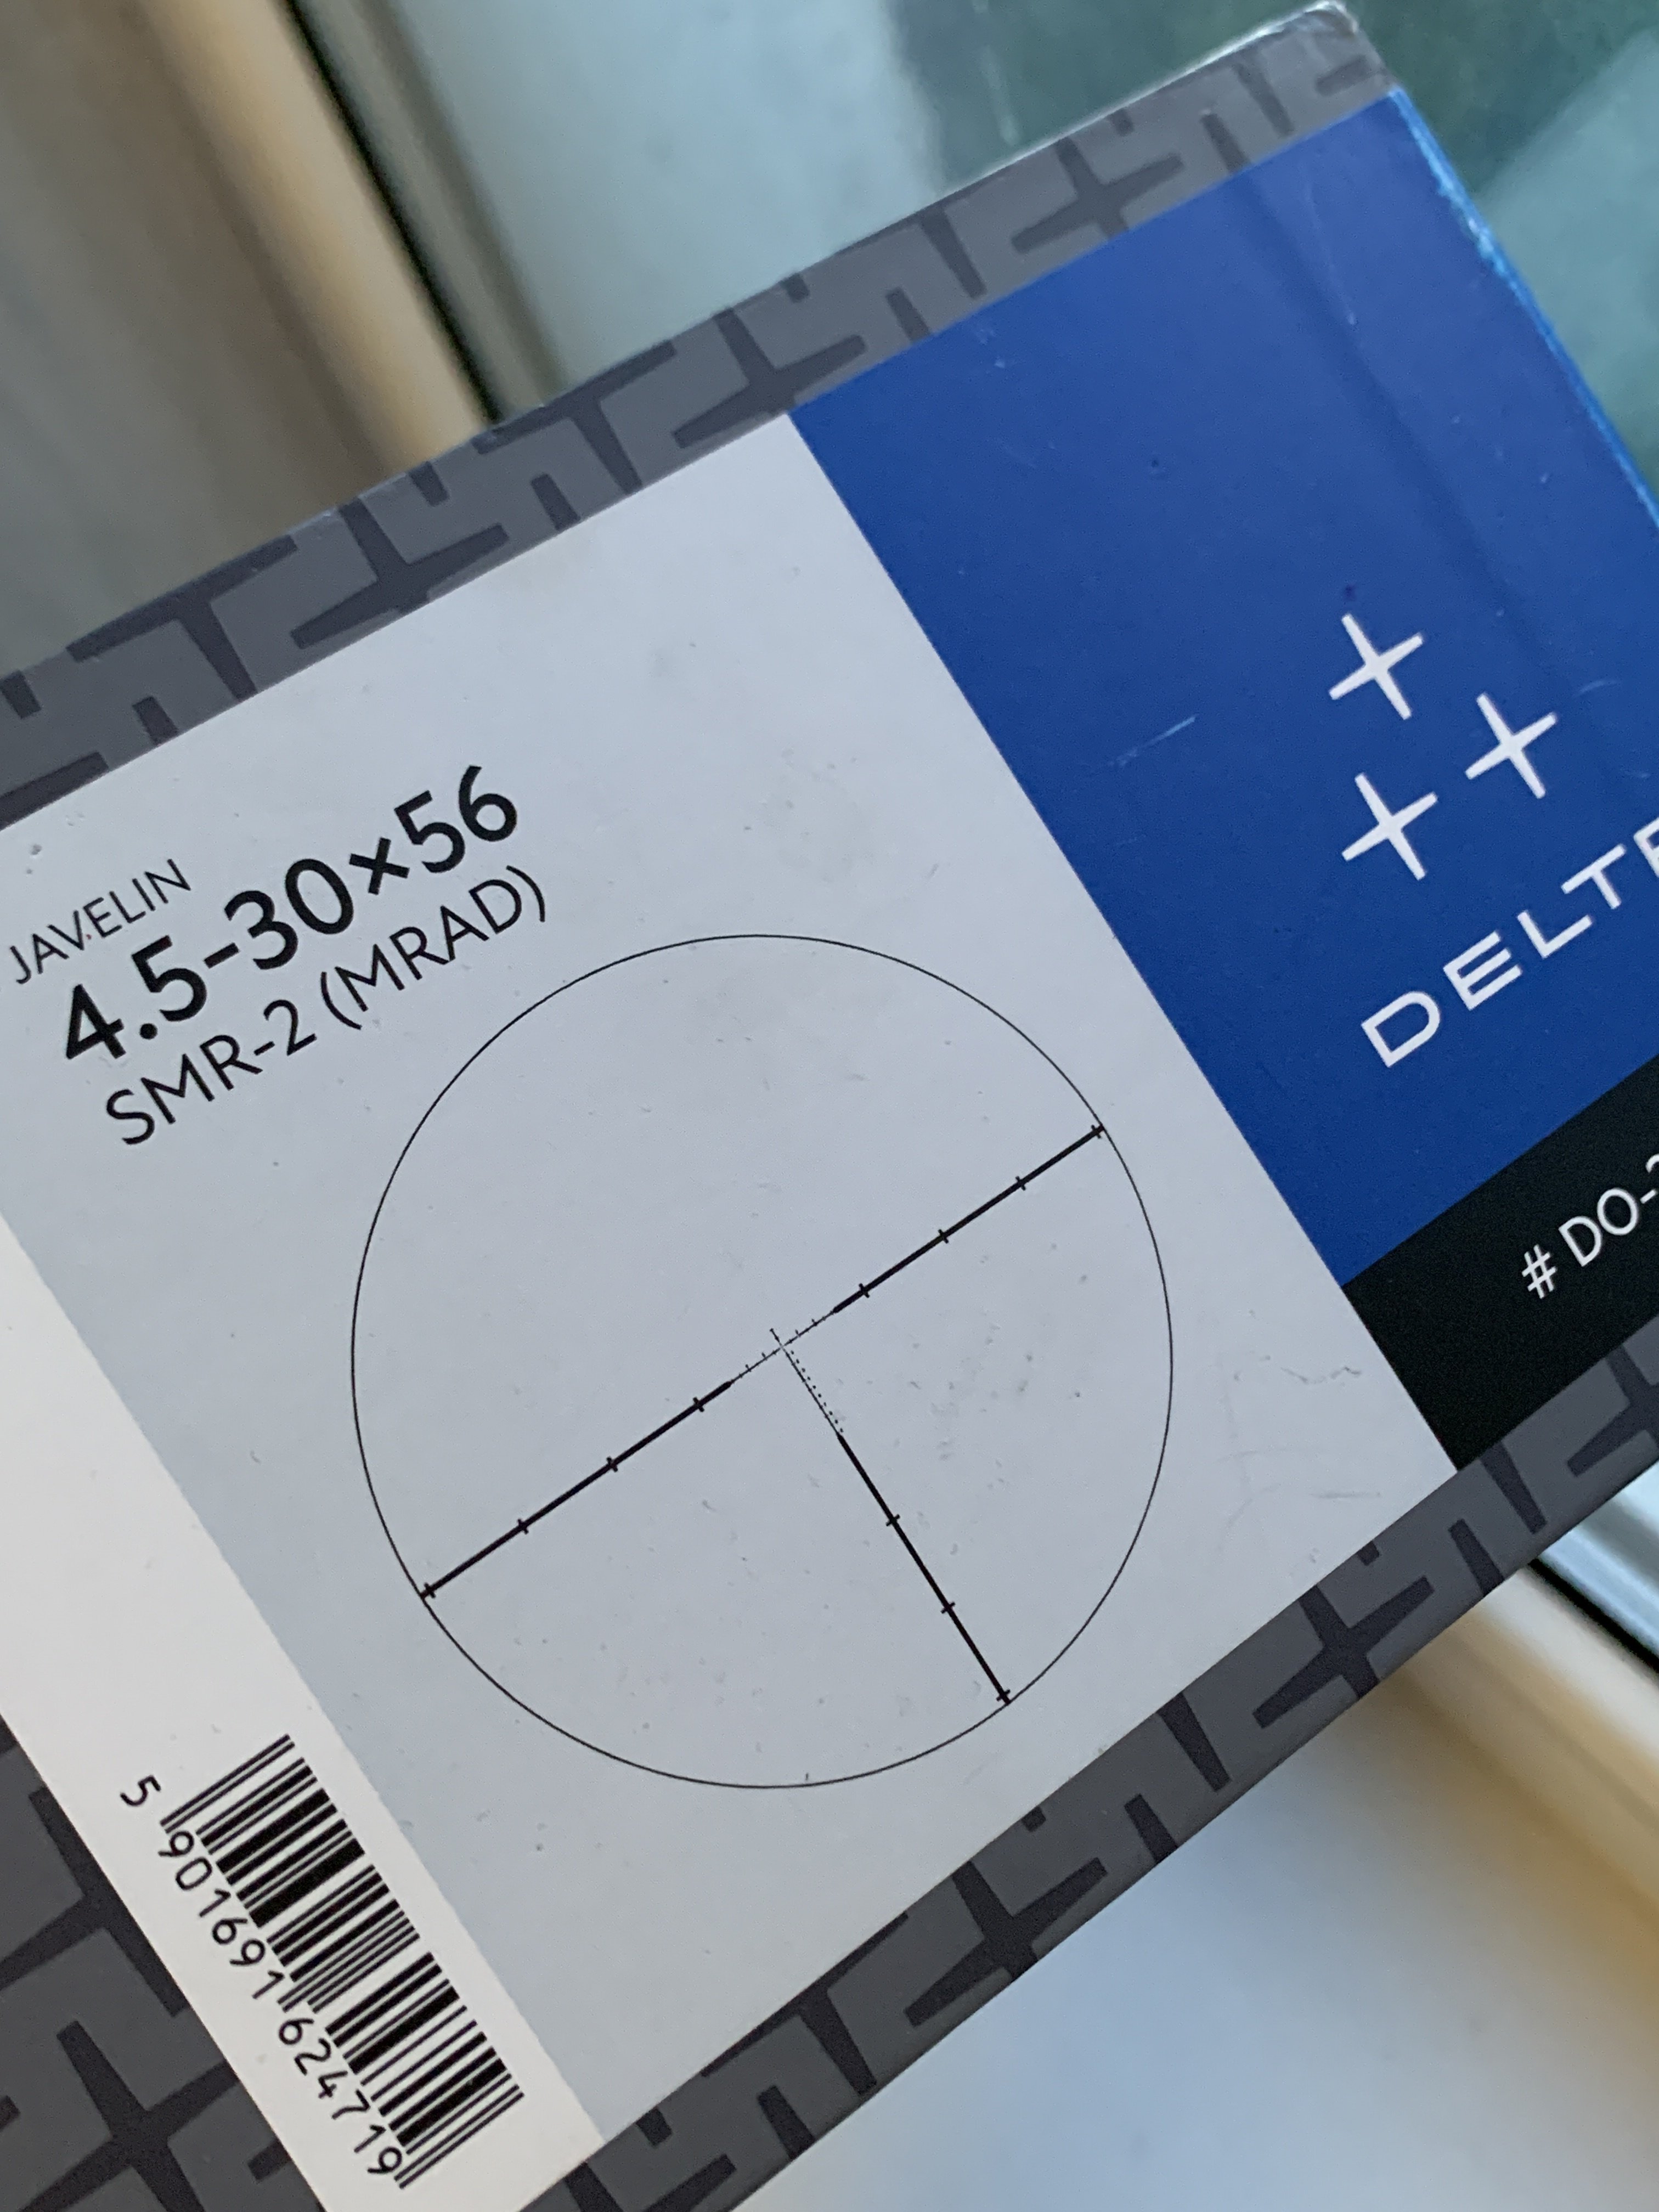 JAVELIN
4.5-30×56
SMR-2 (MRAD)
DELT
# DO-
5 901691 624719